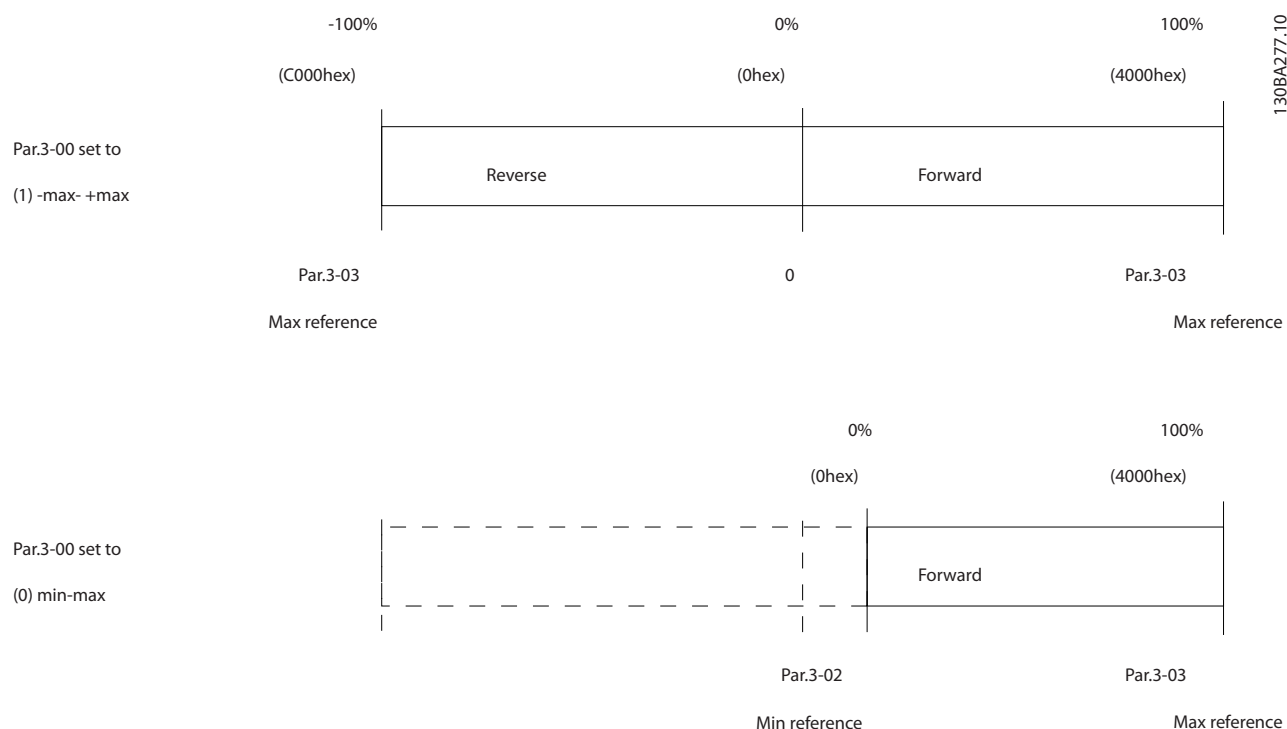 -100% 0% 100%
(C000hex) (0hex) (4000hex)
130BA277.10
Par.3-00 set to
(1) -max- +max
Reverse Forward
Par.3-03 0 Par.3-03
Max reference Max reference
0% 100%
(0hex) (4000hex)
Par.3-00 set to
(0) min-max
Forward
Par.3-02 Par.3-03
Min reference Max reference